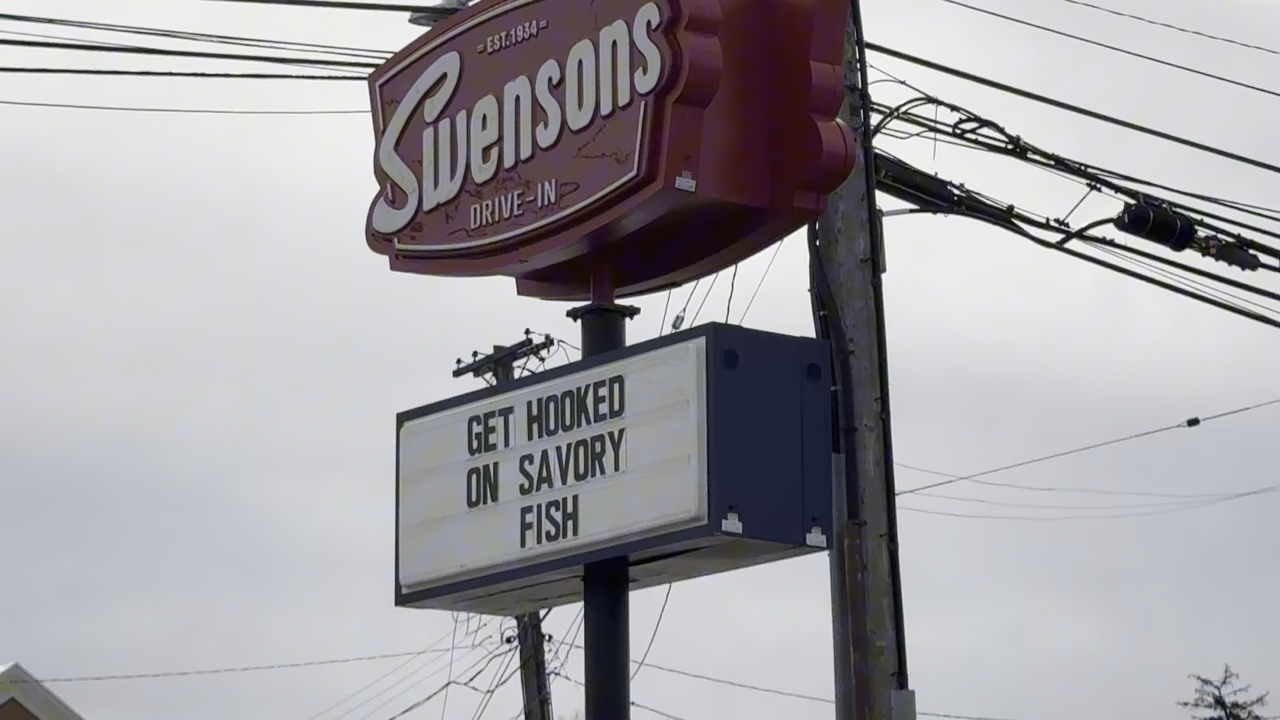 EST. 1934
Swensons
DRIVE-IN
GET HOOKED
ON SAVORY
FISH